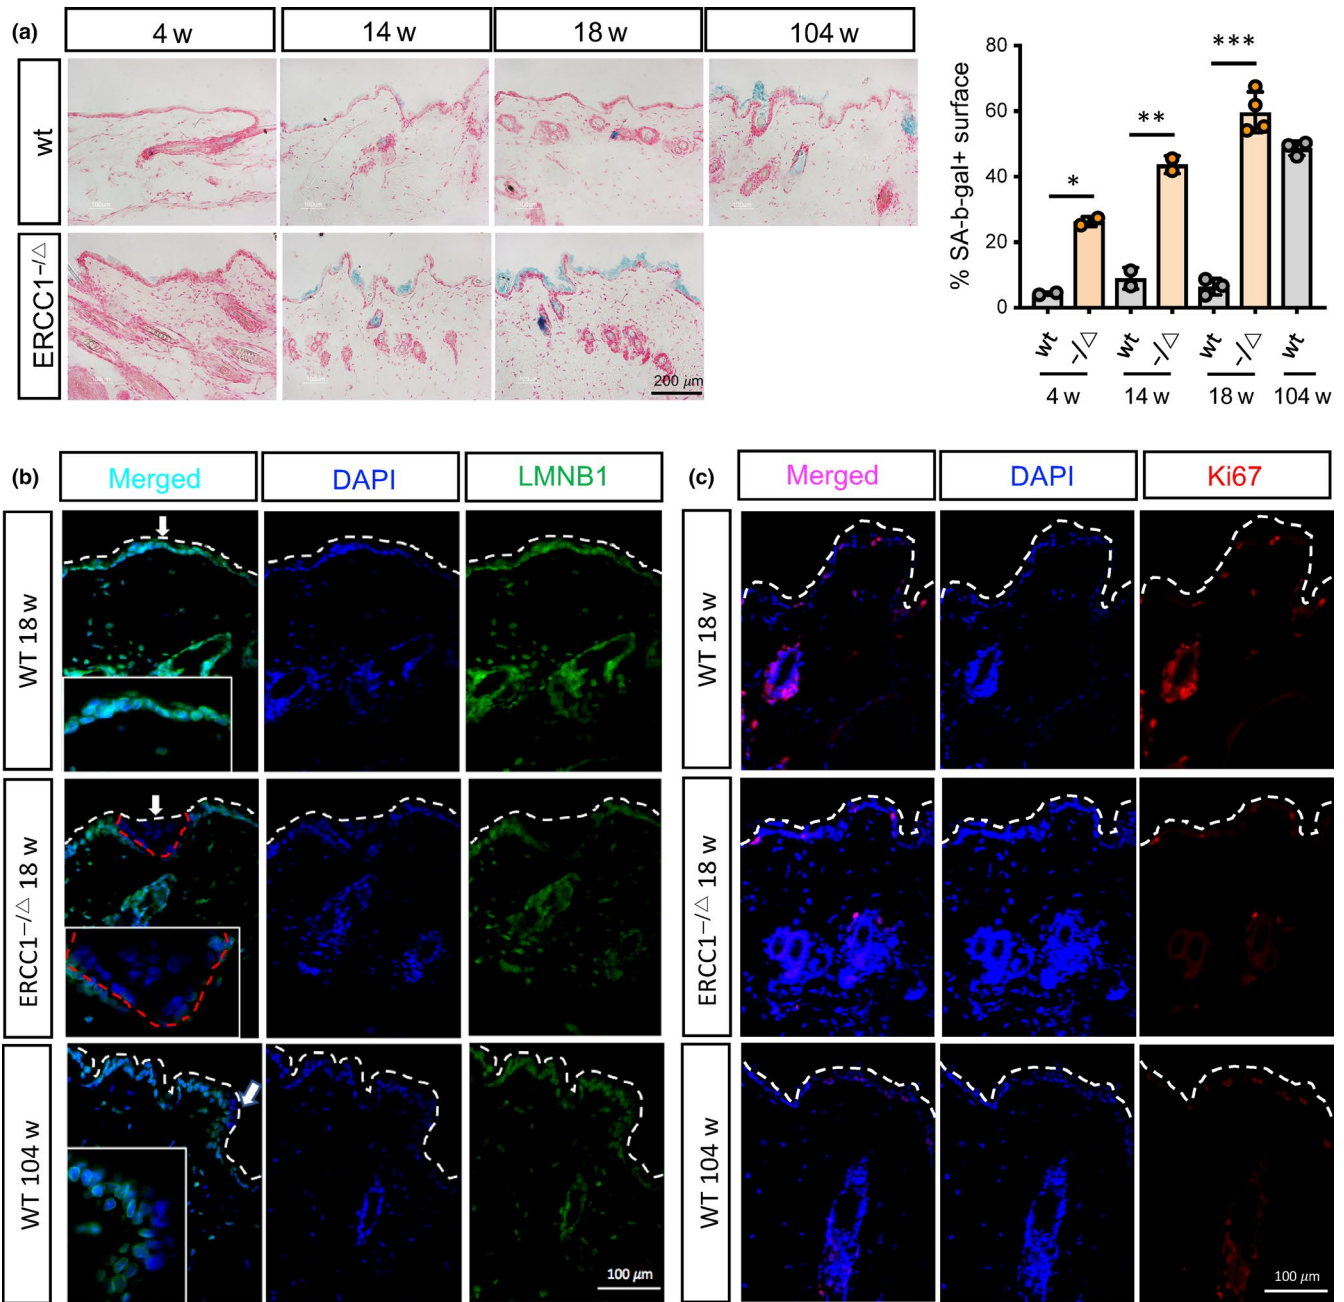 (a)
4 w
14 w
18 w
104 w
wt
100μm
ERCC1−/△
200 μm
80
60
40
20
0
% SA-b-gal+ surface
*
**
***
wt
-/△
wt
-/△
wt
-/△
wt
4 w
14 w
18 w
104 w
(b)
Merged
DAPI
LMNB1
WT 18 w
ERCC1−/△ 18 w
WT 104 w
100 μm
(c)
Merged
DAPI
Ki67
WT 18 w
ERCC1−/△ 18 w
WT 104 w
100 μm